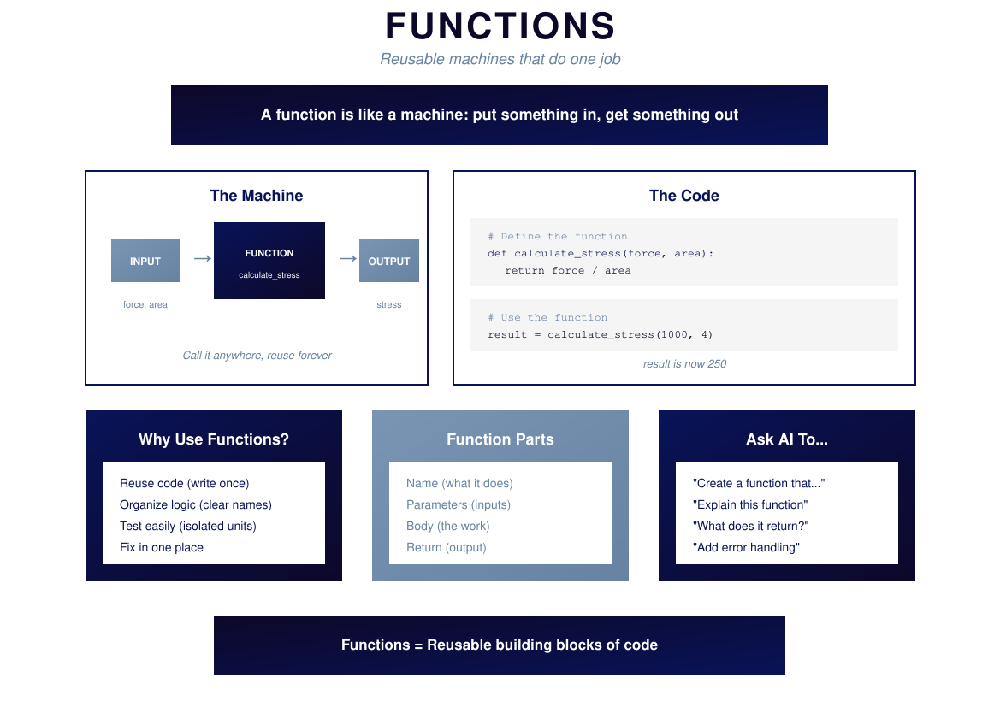 FUNCTIONS
Reusable machines that do one job
A function is like a machine: put something in, get something out
The Machine
INPUT
→
FUNCTION
calculate_stress
→
OUTPUT
force, area
stress
Call it anywhere, reuse forever
The Code
# Define the function
def calculate_stress(force, area):
return force / area
# Use the function
result = calculate_stress(1000, 4)
result is now 250
Why Use Functions?
Reuse code (write once)
Organize logic (clear names)
Test easily (isolated units)
Fix in one place
Function Parts
Name (what it does)
Parameters (inputs)
Body (the work)
Return (output)
Ask AI To...
"Create a function that..."
"Explain this function"
"What does it return?"
"Add error handling"
Functions = Reusable building blocks of code